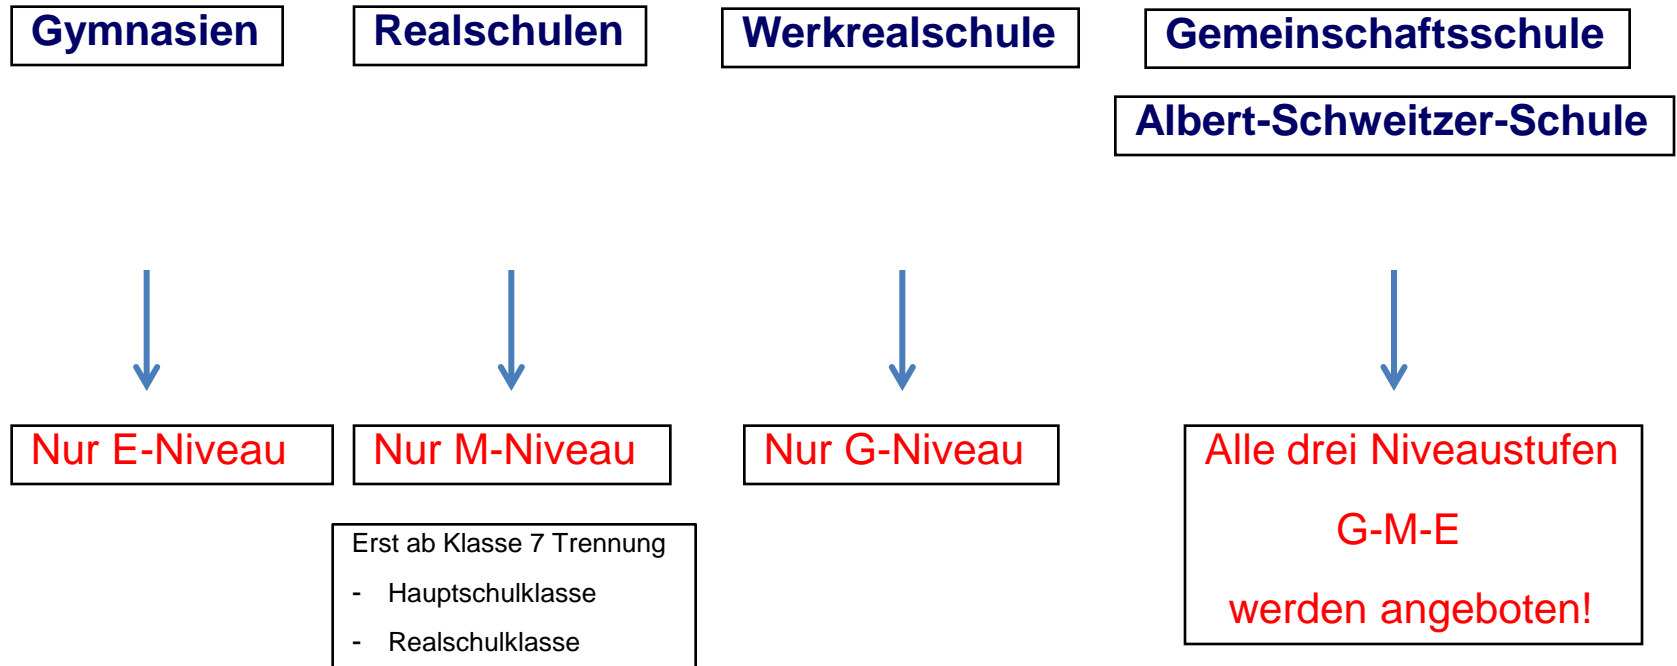 Gymnasien
Realschulen
Werkrealschule
Gemeinschaftsschule
Albert-Schweitzer-Schule
Nur E-Niveau
Nur M-Niveau
Nur G-Niveau
Alle drei Niveaustufen
G-M-E
werden angeboten!
Erst ab Klasse 7 Trennung
- Hauptschulklasse
- Realschulklasse